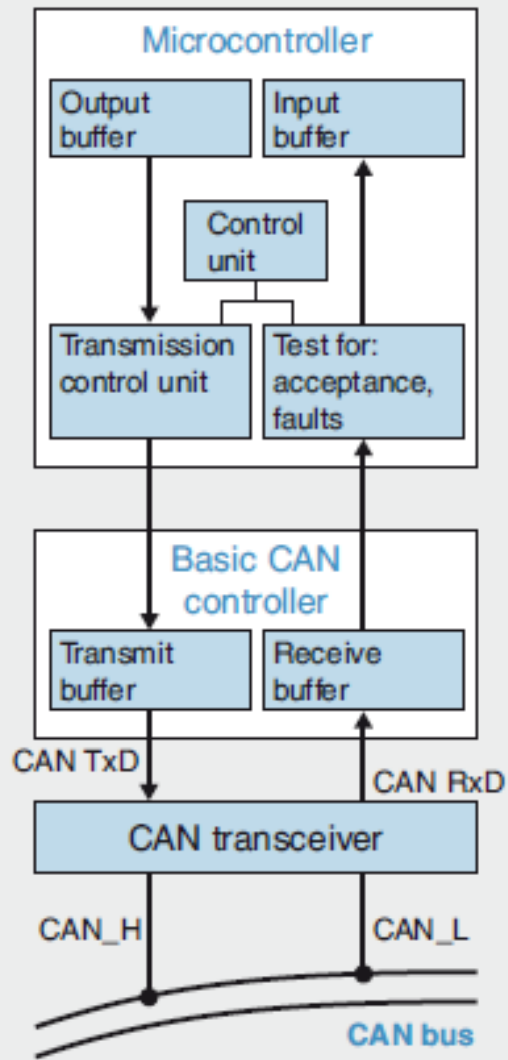 Microcontroller
Output
buffer
Input
buffer
Control
unit
Transmission
control unit
Test for:
acceptance,
faults
Basic CAN
controller
Transmit
buffer
Receive
buffer
CAN TxD
CAN RxD
CAN transceiver
CAN_H
CAN_L
CAN bus